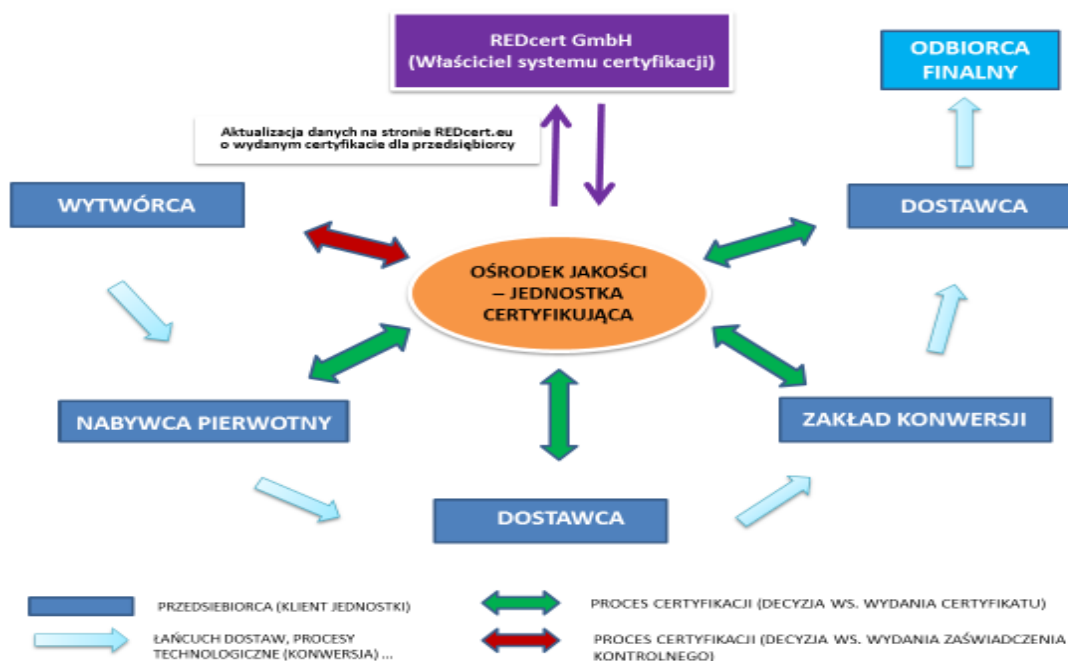 REDcert GmbH
(Właściciel systemu certyfikacji)
ODBIORCA
FINALNY
Aktualizacja danych na stronie REDcert.eu
o wydanym certyfikacie dla przedsiębiorcy
WYTWÓRCA
DOSTAWCA
OŚRODEK JAKOŚCI
– JEDNOSTKA
CERTYFIKUJĄCA
NABYWCA PIERWOTNY
ZAKŁAD KONWERSJI
DOSTAWCA
PRZEDSIEBIORCA (KLIENT JEDNOSTKI)
PROCES CERTYFIKACJI (DECYZJA WS. WYDANIA CERTYFIKATU)
ŁAŃCUCH DOSTAW, PROCESY
TECHNOLOGICZNE (KONWERSJA) ...
PROCES CERTYFIKACJI (DECYZJA WS. WYDANIA ZAŚWIADCZENIA
KONTROLNEGO)